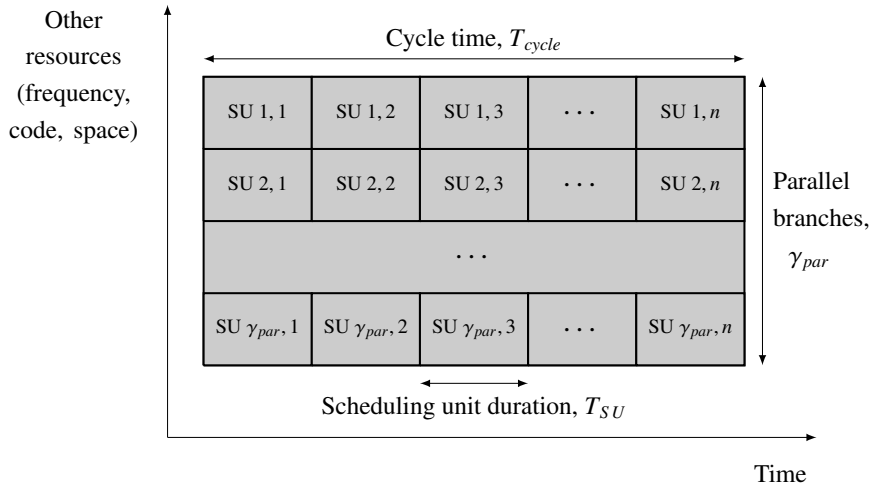 Other
resources
(frequency,
code, space)
Cycle time, T_cycle
SU 1, 1 SU 1, 2 SU 1, 3 ··· SU 1, n
SU 2, 1 SU 2, 2 SU 2, 3 ··· SU 2, n
···
SU γ_par, 1 SU γ_par, 2 SU γ_par, 3 ··· SU γ_par, n
Parallel
branches,
γ_par
Scheduling unit duration, T_SU
Time